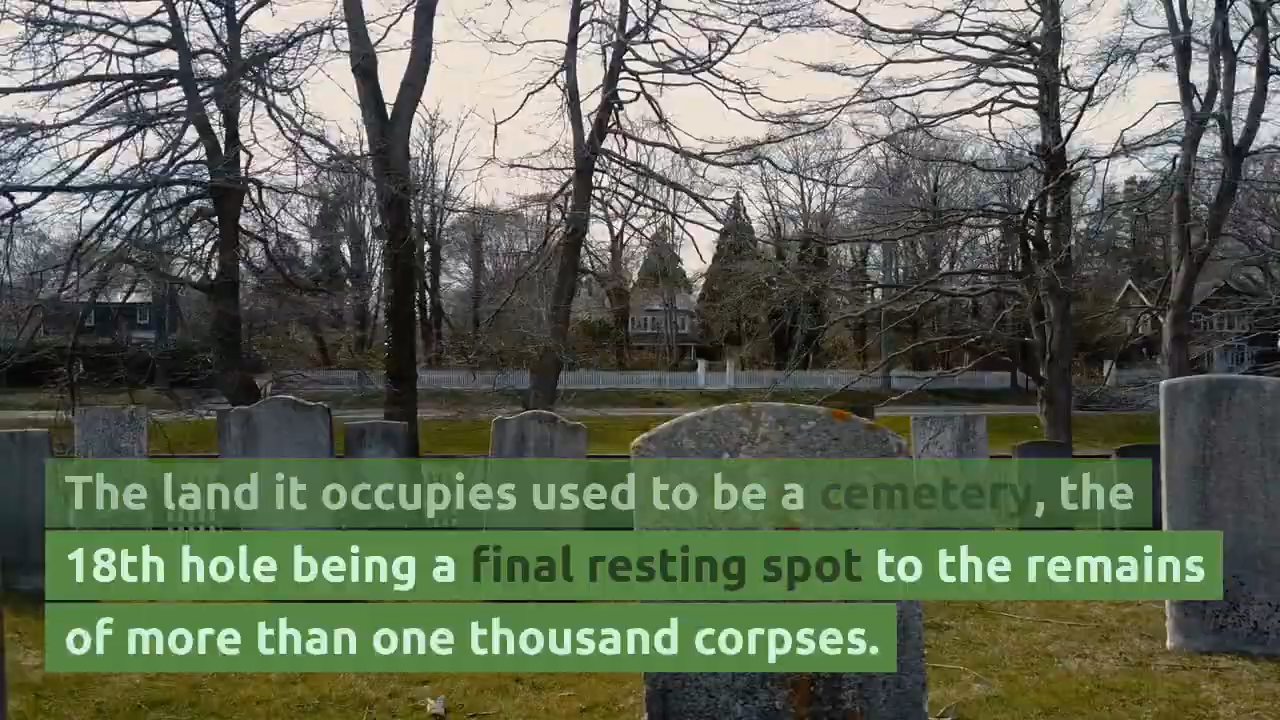 The land it occupies used to be a cemetery, the
18th hole being a final resting spot to the remains
of more than one thousand corpses.